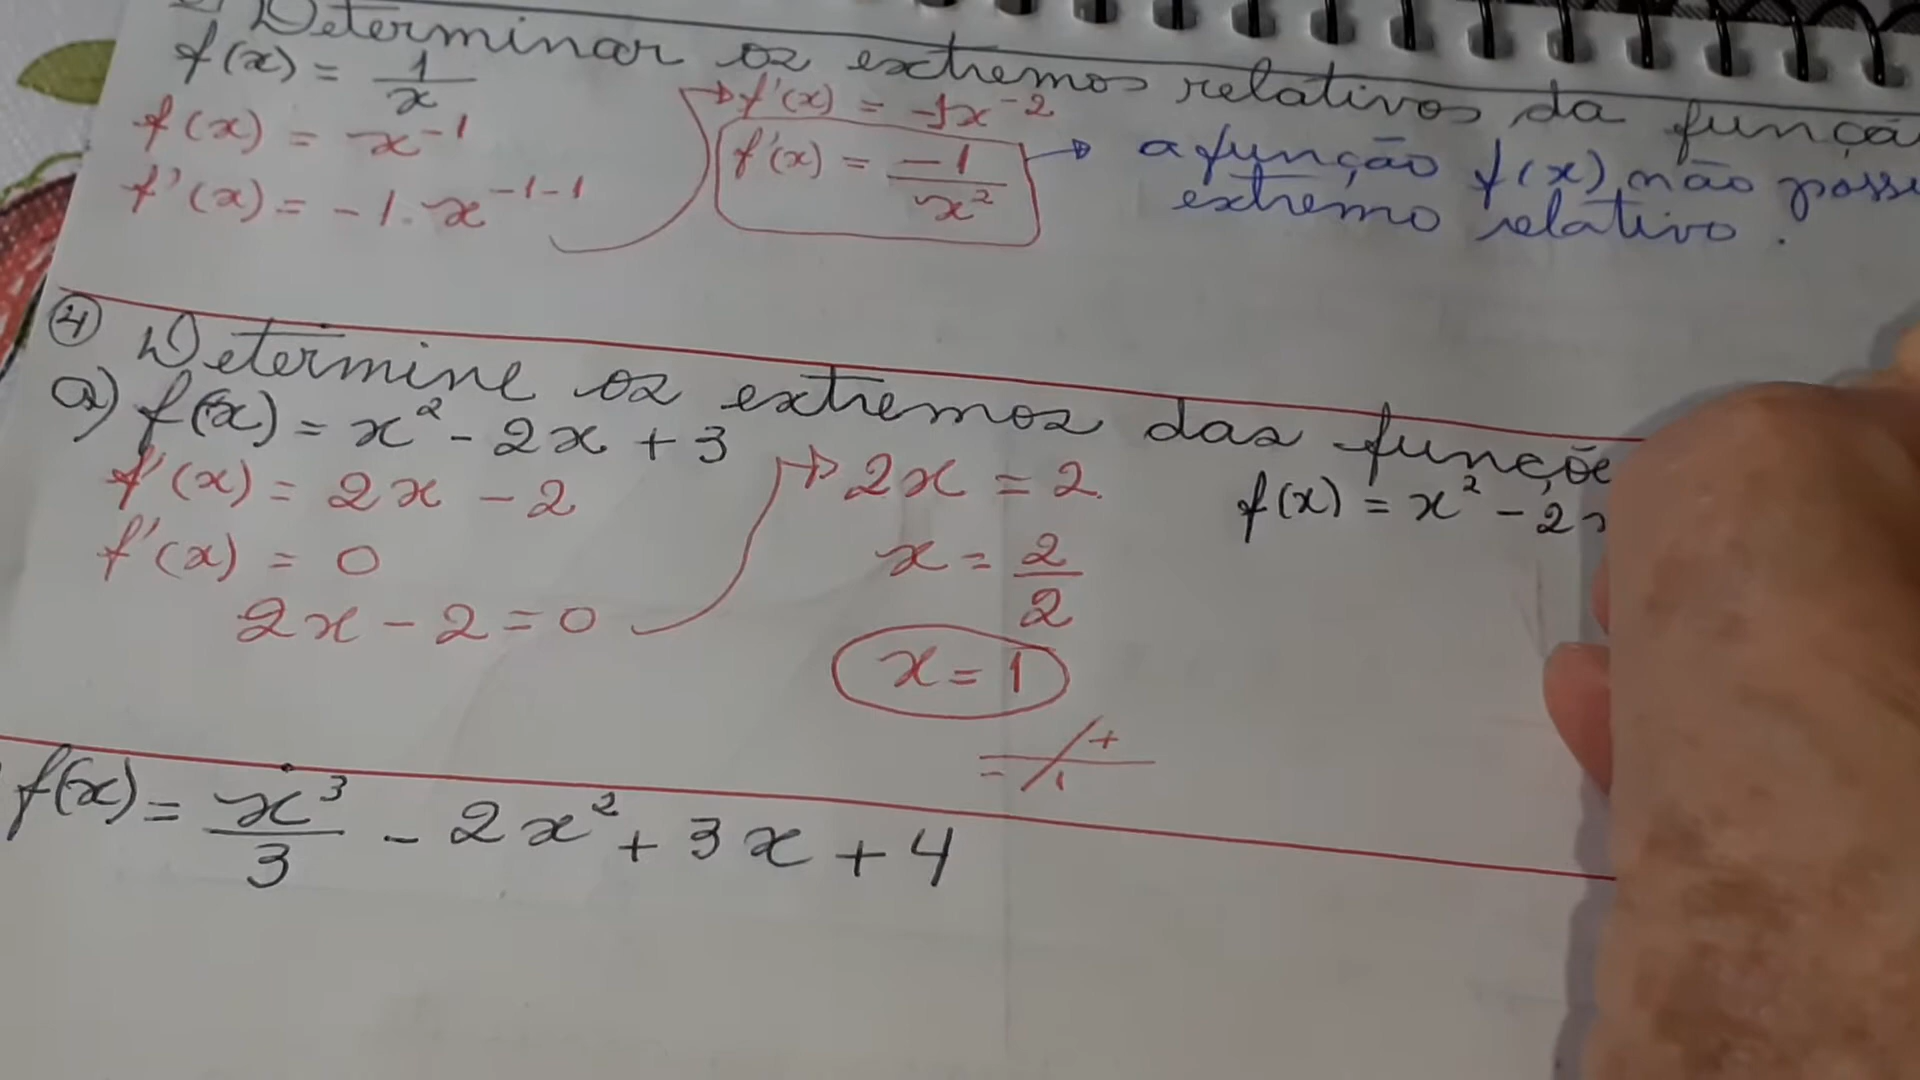 Determinar os extremos relativos da funçã
f(x) = 1/x
f(x) = x^-1
f'(x) = -1.x^-1-1
f'(x) = -1x^-2
f'(x) = -1/x²
a função f(x) não possu
extremo relativo.
4 Determine os extremos das funçõe
a) f(x) = x² - 2x + 3
f'(x) = 2x - 2
f'(x) = 0
2x - 2 = 0
2x = 2
x = 2/2
x = 1
- +
1
f(x) = x² - 2x
f(x) = x³/3 - 2x² + 3x + 4